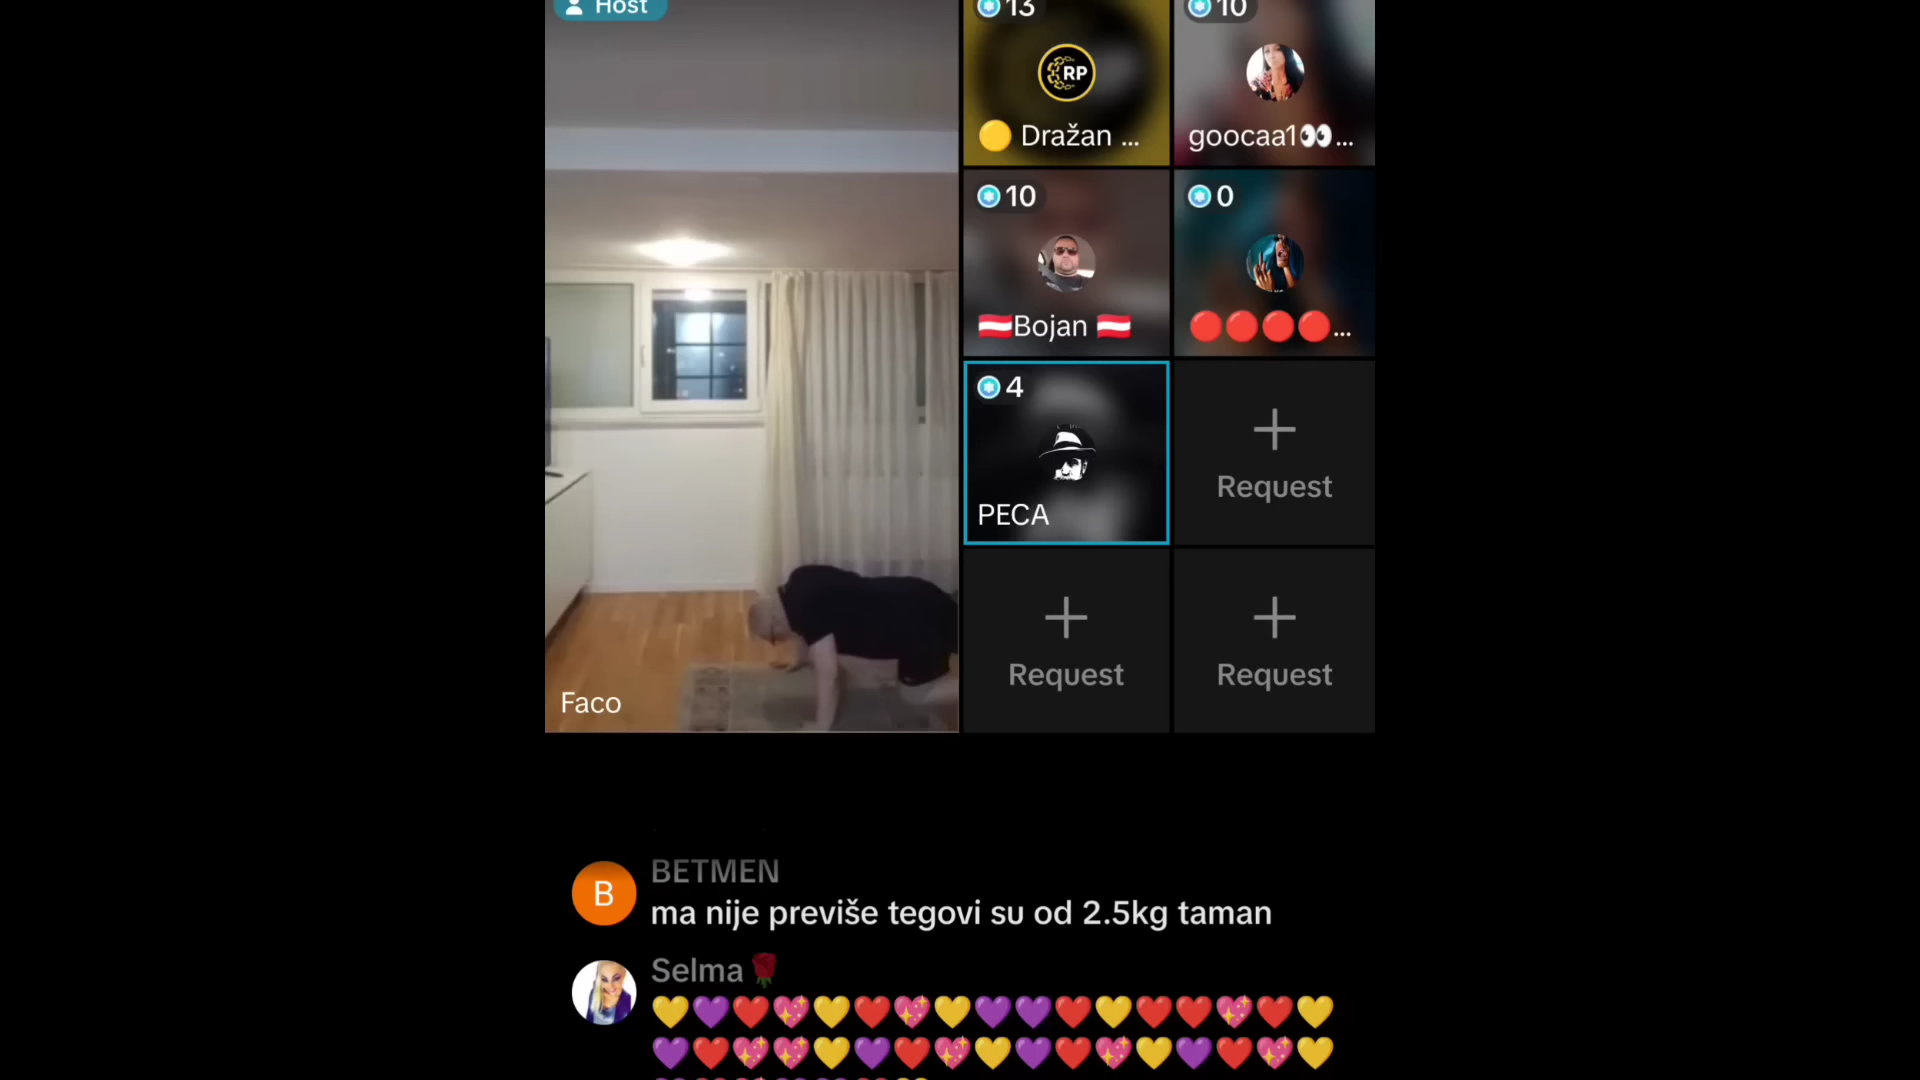 Host
13
10
RP
🟡 Dražan ...
goocaa1👀...
10
0
🇦🇹Bojan 🇦🇹
🔴🔴🔴🔴...
4
PECA
Request
Request
Request
Faco
BETMEN
ma nije previše tegovi su od 2.5kg taman
Selma🌹
💛💜❤️💖💛❤️💖💛💜💜❤️💛❤️❤️💖❤️💛
💜❤️💖💖💛💜❤️💖💛💜❤️💖💛💜❤️💖💛